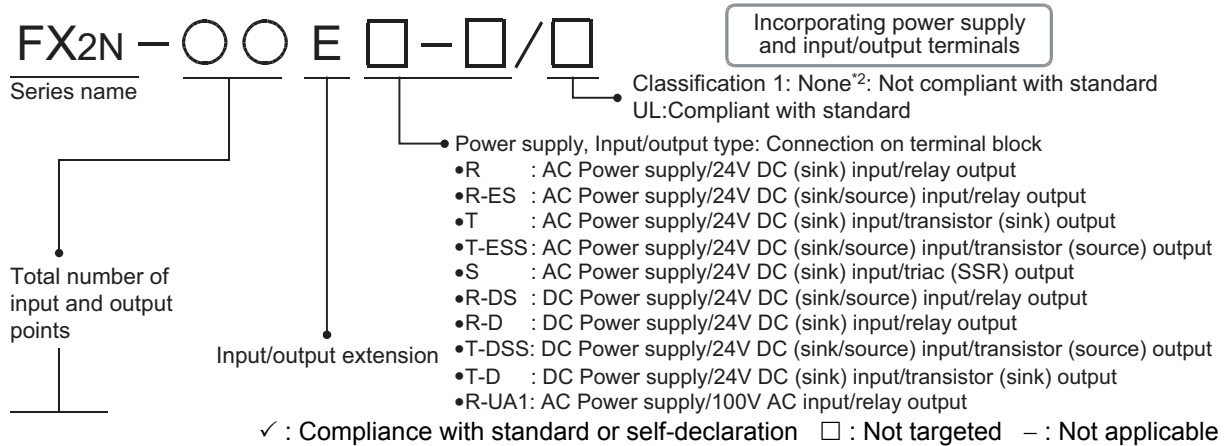 FX2N – ○○ E □ – □ / □
Incorporating power supply
and input/output terminals
Series name
Classification 1: None*2: Not compliant with standard
UL:Compliant with standard
Power supply, Input/output type: Connection on terminal block
•R : AC Power supply/24V DC (sink) input/relay output
•R-ES : AC Power supply/24V DC (sink/source) input/relay output
•T : AC Power supply/24V DC (sink) input/transistor (sink) output
•T-ESS: AC Power supply/24V DC (sink/source) input/transistor (source) output
•S : AC Power supply/24V DC (sink) input/triac (SSR) output
•R-DS : DC Power supply/24V DC (sink/source) input/relay output
•R-D : DC Power supply/24V DC (sink) input/relay output
•T-DSS: DC Power supply/24V DC (sink/source) input/transistor (source) output
•T-D : DC Power supply/24V DC (sink) input/transistor (sink) output
•R-UA1: AC Power supply/100V AC input/relay output
Total number of
input and output
points
Input/output extension
✓ : Compliance with standard or self-declaration □ : Not targeted – : Not applicable